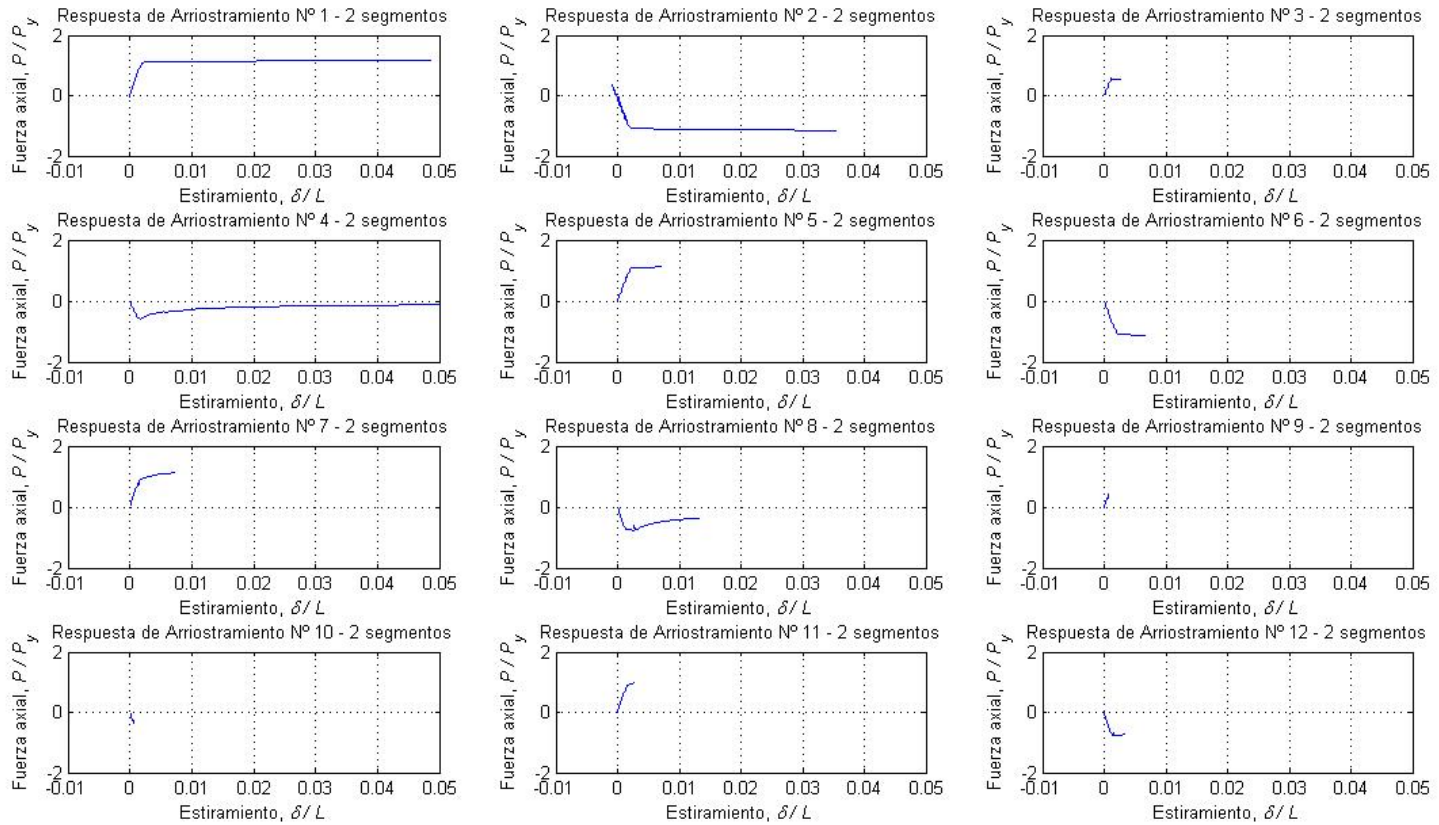 Respuesta de Arriostramiento Nº 1 - 2 segmentos
Fuerza axial, P / Py
2
0
-2
-0.01 0 0.01 0.02 0.03 0.04 0.05
Estiramiento, δ / L
Respuesta de Arriostramiento Nº 2 - 2 segmentos
Fuerza axial, P / Py
2
0
-2
-0.01 0 0.01 0.02 0.03 0.04 0.05
Estiramiento, δ / L
Respuesta de Arriostramiento Nº 3 - 2 segmentos
Fuerza axial, P / Py
2
0
-2
-0.01 0 0.01 0.02 0.03 0.04 0.05
Estiramiento, δ / L
Respuesta de Arriostramiento Nº 4 - 2 segmentos
Fuerza axial, P / Py
2
0
-2
-0.01 0 0.01 0.02 0.03 0.04 0.05
Estiramiento, δ / L
Respuesta de Arriostramiento Nº 5 - 2 segmentos
Fuerza axial, P / Py
2
0
-2
-0.01 0 0.01 0.02 0.03 0.04 0.05
Estiramiento, δ / L
Respuesta de Arriostramiento Nº 6 - 2 segmentos
Fuerza axial, P / Py
2
0
-2
-0.01 0 0.01 0.02 0.03 0.04 0.05
Estiramiento, δ / L
Respuesta de Arriostramiento Nº 7 - 2 segmentos
Fuerza axial, P / Py
2
0
-2
-0.01 0 0.01 0.02 0.03 0.04 0.05
Estiramiento, δ / L
Respuesta de Arriostramiento Nº 8 - 2 segmentos
Fuerza axial, P / Py
2
0
-2
-0.01 0 0.01 0.02 0.03 0.04 0.05
Estiramiento, δ / L
Respuesta de Arriostramiento Nº 9 - 2 segmentos
Fuerza axial, P / Py
2
0
-2
-0.01 0 0.01 0.02 0.03 0.04 0.05
Estiramiento, δ / L
Respuesta de Arriostramiento Nº 10 - 2 segmentos
Fuerza axial, P / Py
2
0
-2
-0.01 0 0.01 0.02 0.03 0.04 0.05
Estiramiento, δ / L
Respuesta de Arriostramiento Nº 11 - 2 segmentos
Fuerza axial, P / Py
2
0
-2
-0.01 0 0.01 0.02 0.03 0.04 0.05
Estiramiento, δ / L
Respuesta de Arriostramiento Nº 12 - 2 segmentos
Fuerza axial, P / Py
2
0
-2
-0.01 0 0.01 0.02 0.03 0.04 0.05
Estiramiento, δ / L